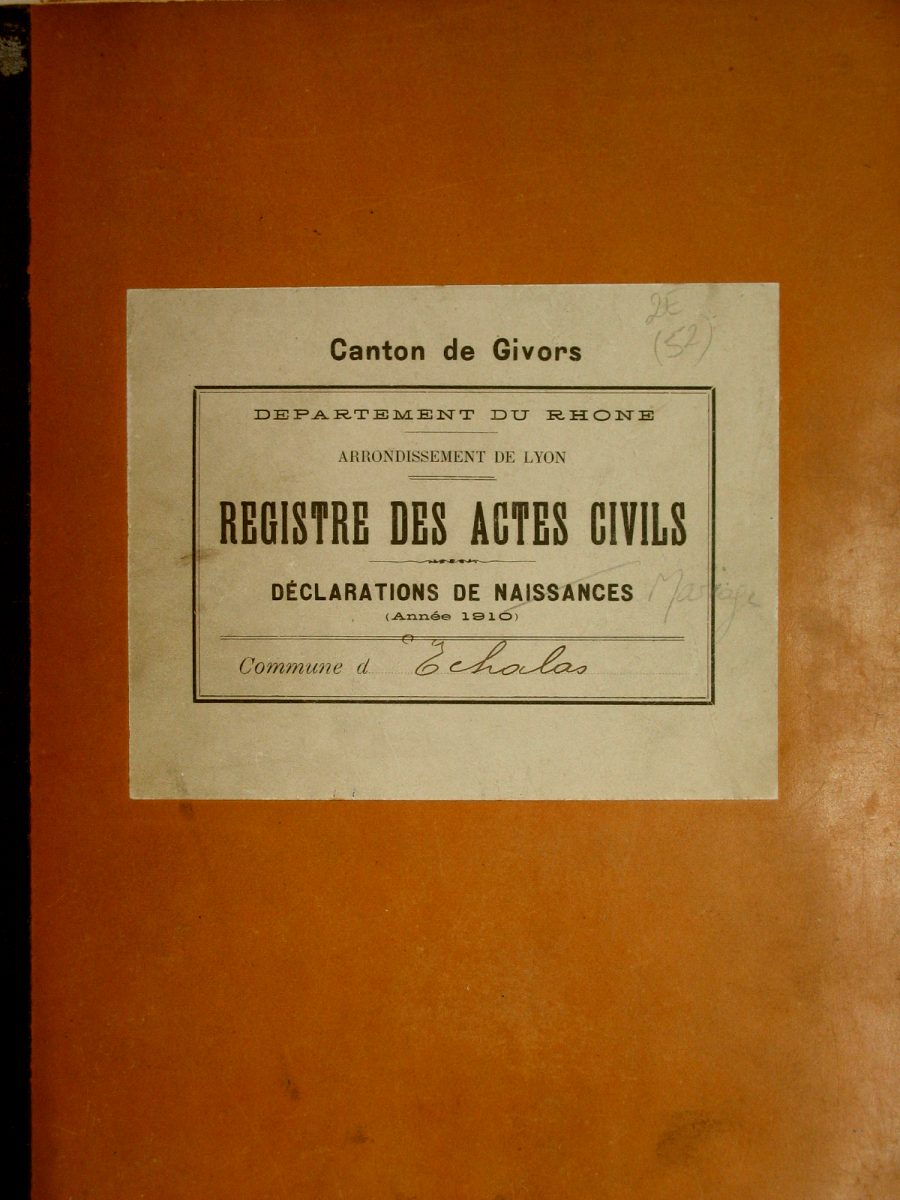 2E
(52)
Canton de Givors
DEPARTEMENT DU RHONE
ARRONDISSEMENT DE LYON
REGISTRE DES ACTES CIVILS
DÉCLARATIONS DE NAISSANCES Mariage
(Année 1910)
Commune d Echalas